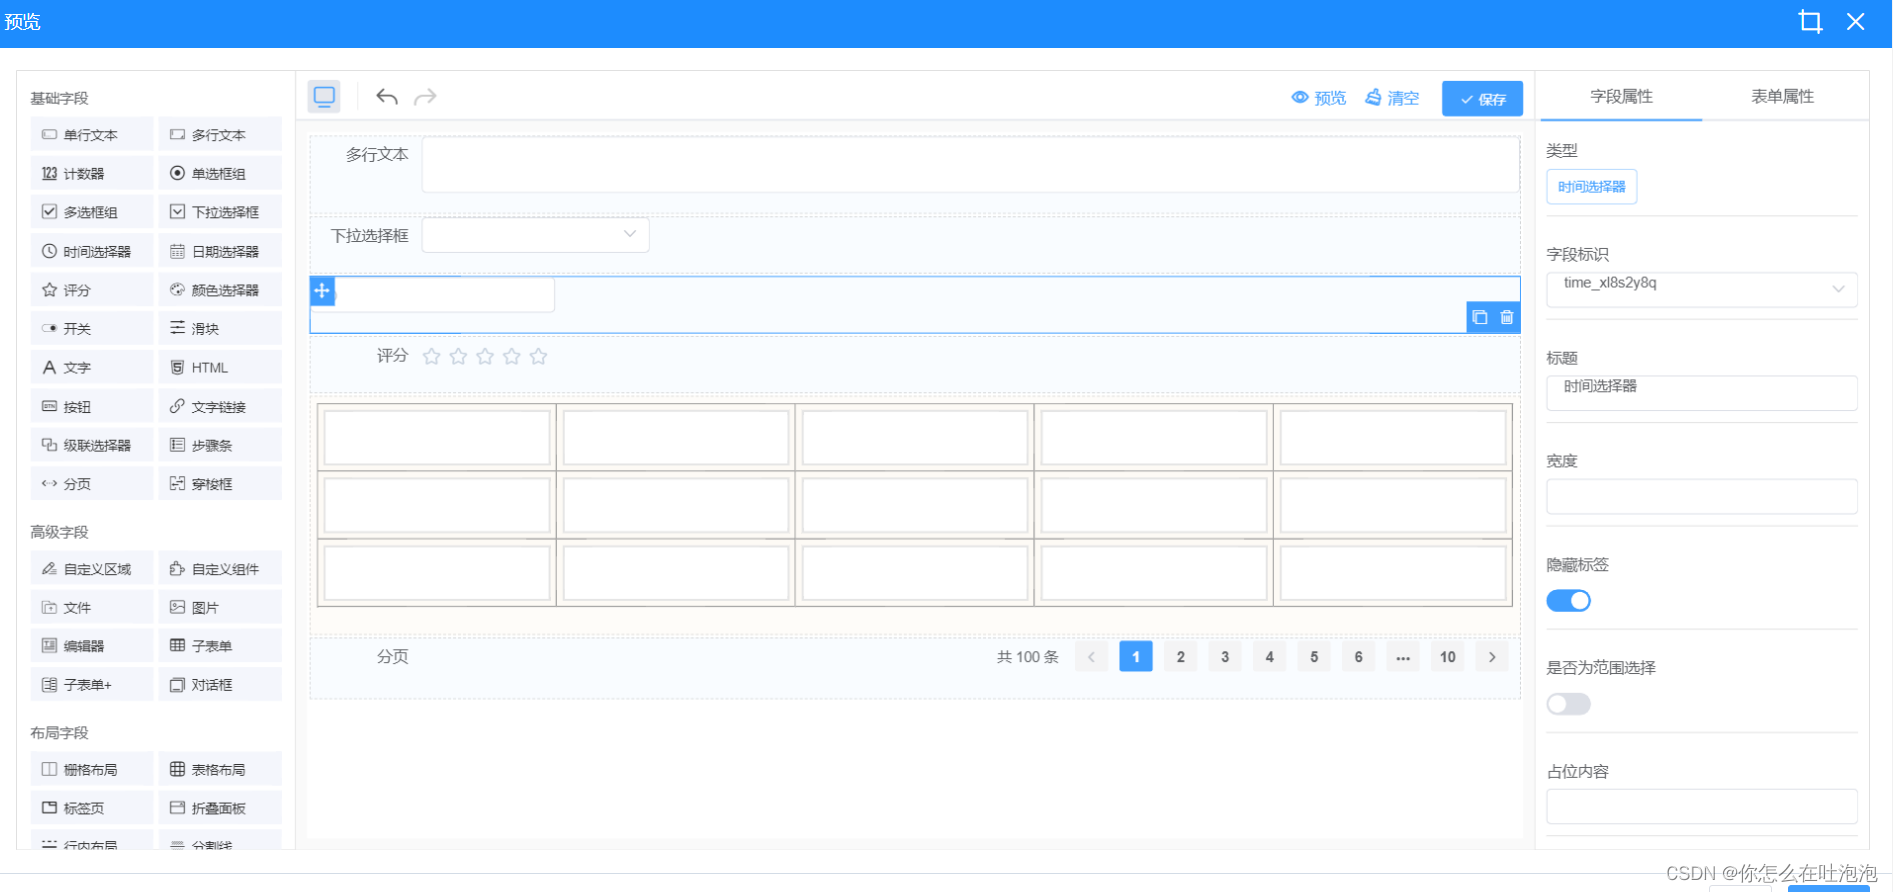 预览
基础字段
单行文本
多行文本
123 计数器
单选框组
多选框组
下拉选择框
时间选择器
日期选择器
评分
颜色选择器
开关
滑块
文字
HTML
按钮
文字链接
级联选择器
步骤条
分页
穿梭框
高级字段
自定义区域
自定义组件
文件
图片
编辑器
子表单
子表单+
对话框
布局字段
栅格布局
表格布局
标签页
折叠面板
行内布局
分割线
预览
清空
保存
多行文本
下拉选择框
评分
分页
共 100 条
1 2 3 4 5 6 ... 10
字段属性
表单属性
类型
时间选择器
字段标识
time_xl8s2y8q
标题
时间选择器
宽度
隐藏标签
是否为范围选择
占位内容
CSDN @你怎么在吐泡泡